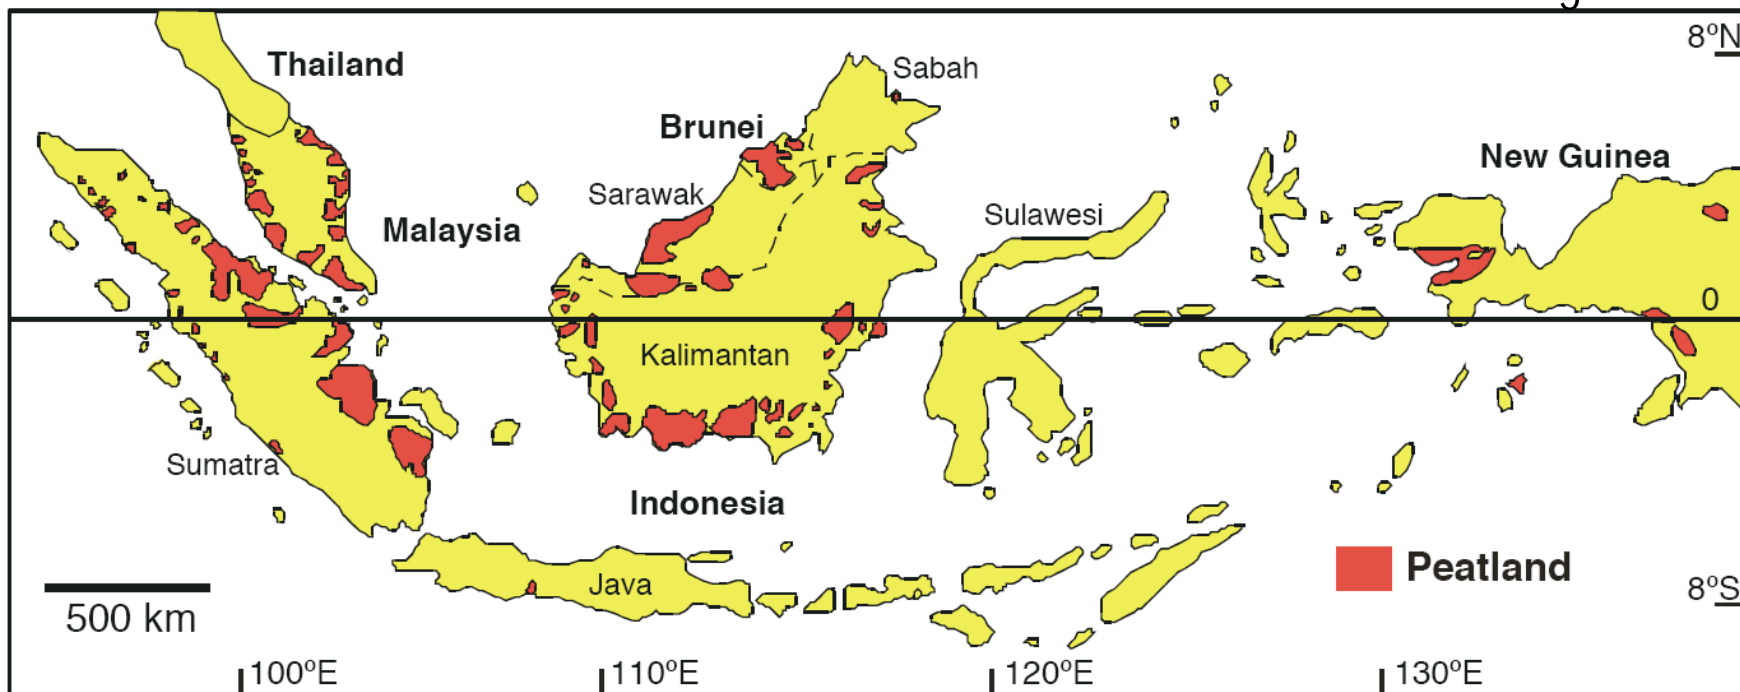 8ºN
Thailand
Sabah
Brunei
New Guinea
Sarawak
Malaysia
Sulawesi
0
Kalimantan
Sumatra
Indonesia
Peatland
Java
500 km
8ºS
100ºE
110ºE
120ºE
130ºE